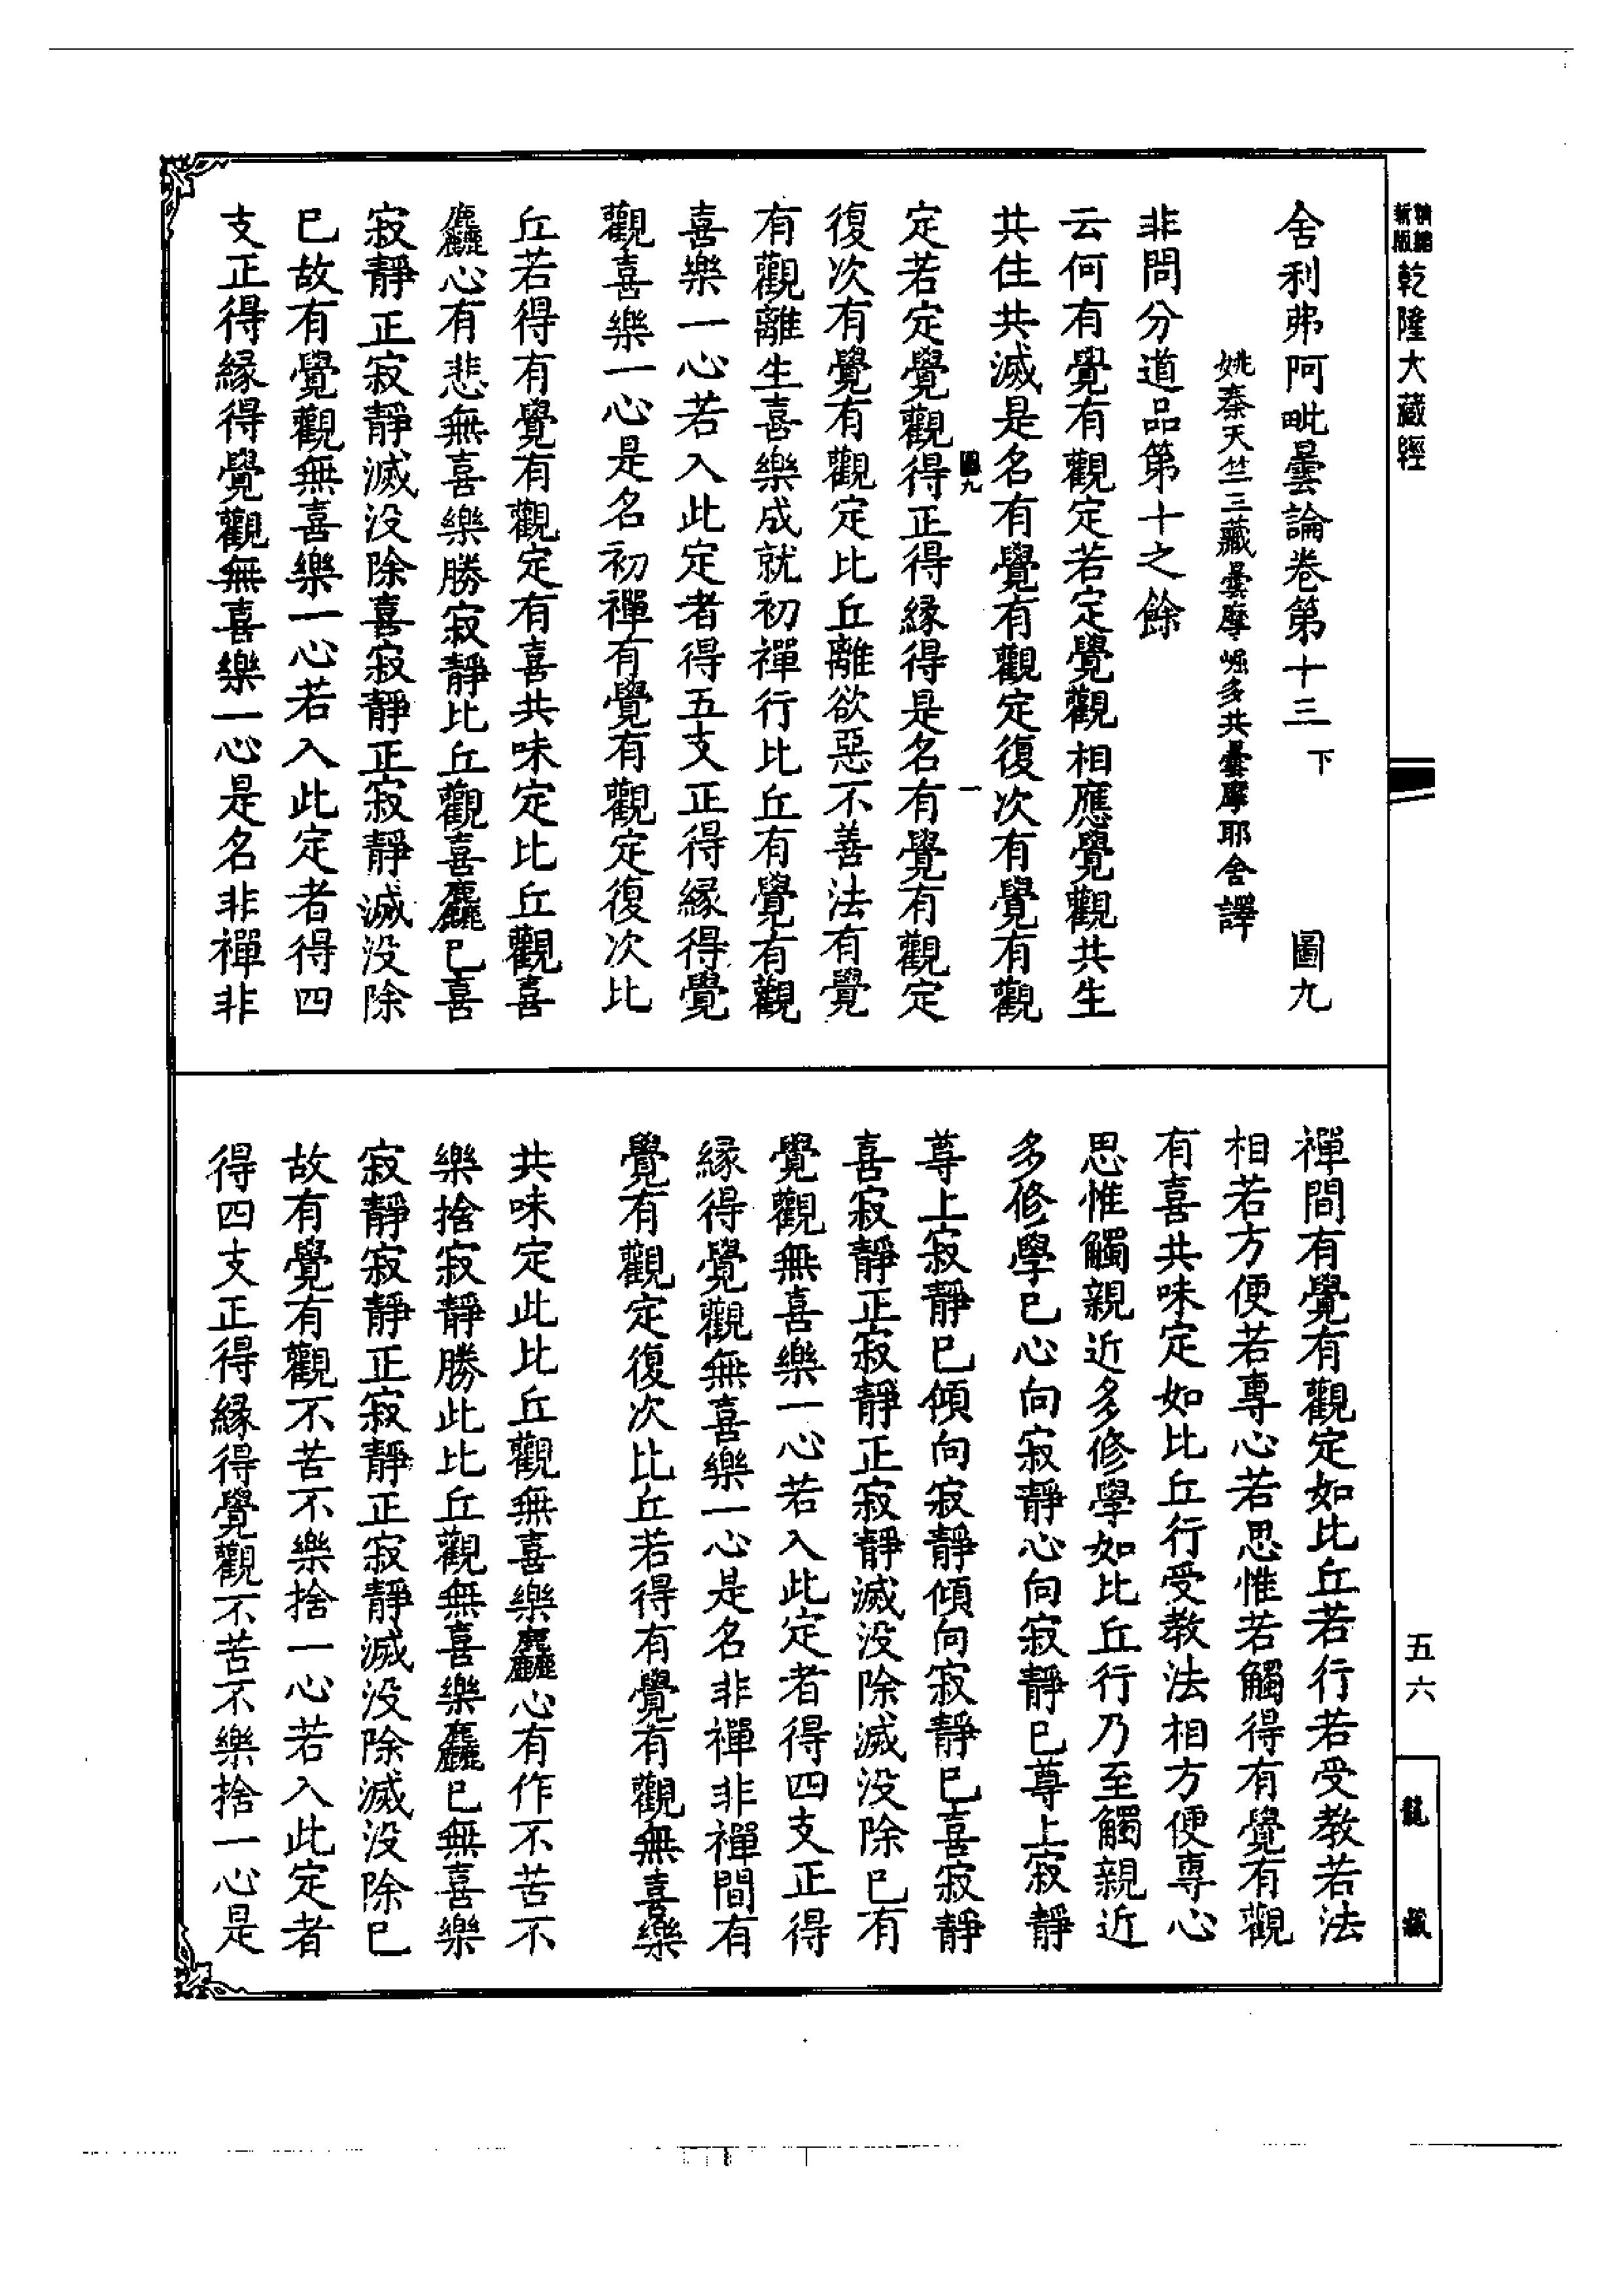 新版精縮乾隆大藏經
舍利弗阿毗曇論卷第十三下 圖九
姚秦天竺三藏曇摩崛多共曇摩耶舍譯
非問分道品第十之餘
云何有覺有觀定若定覺觀相應覺觀共生
共住共滅是名有覺有觀定復次有覺有觀
圖九 一
定若定覺觀得正得緣得是名有覺有觀定
復次有覺有觀定比丘離欲惡不善法有覺
有觀離生喜樂成就初禪行比丘有覺有觀
喜樂一心若入此定者得五支正得緣得覺
觀喜樂一心是名初禪有覺有觀定復次比
丘若得有覺有觀定有喜共味定比丘觀喜
麤心有悲無喜樂勝寂靜比丘觀喜麤已喜
寂靜正寂靜滅沒除喜寂靜正寂靜滅沒除
已故有覺觀無喜樂一心若入此定者得四
支正得緣得覺觀無喜樂一心是名非禪非
禪間有覺有觀定如比丘若行若受教若法
相若方便若專心若思惟若觸得有覺有觀
有喜共味定如比丘行受教法相方便專心
思惟觸親近多修學如比丘行乃至觸親近
多修學已心向寂靜心向寂靜已尊上寂靜
尊上寂靜已傾向寂靜傾向寂靜已喜寂靜
喜寂靜正寂靜正寂靜滅沒除滅沒除已有
覺觀無喜樂一心若入此定者得四支正得
緣得覺觀無喜樂一心是名非禪非禪間有
覺有觀定復次比丘若得有覺有觀無喜樂
共味定此比丘觀無喜樂麤心有作不苦不
樂捨寂靜勝此比丘觀無喜樂麤已無喜樂
寂靜寂靜正寂靜正寂靜滅沒除滅沒除已
故有覺有觀不苦不樂捨一心若入此定者
得四支正得緣得覺觀不苦不樂捨一心是
五六
龍藏